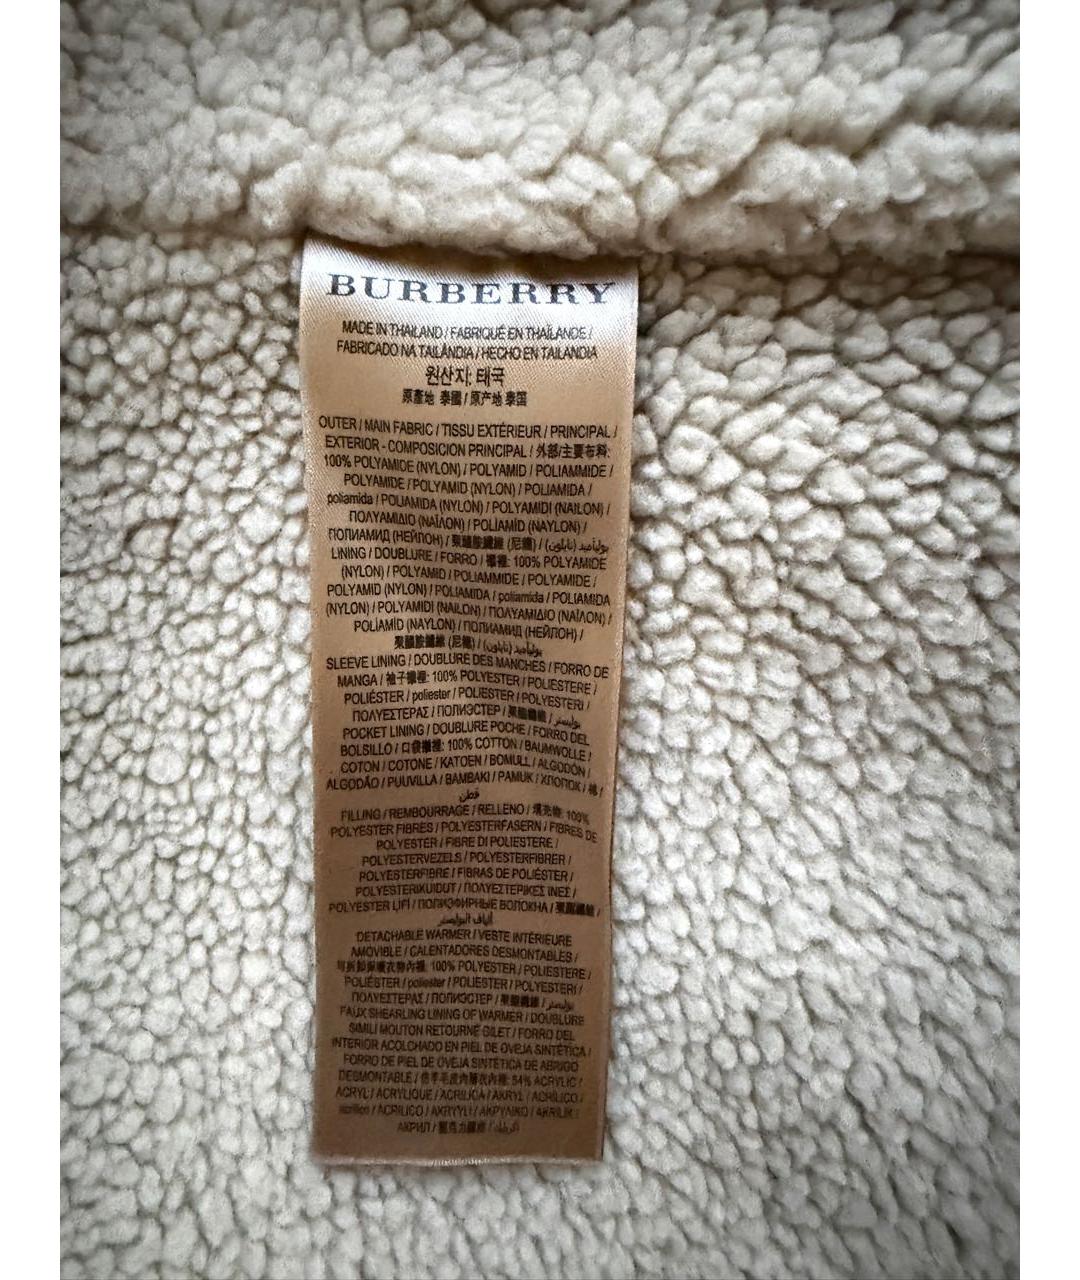 BURBERRY
MADE IN THAILAND / FABRIQUÉ EN THAÏLANDE /
FABRICADO NA TAILÂNDIA / HECHO EN TAILANDIA
원산지: 태국
原產地 泰國 / 原产地 泰国
OUTER / MAIN FABRIC / TISSU EXTÉRIEUR / PRINCIPAL /
EXTERIOR - COMPOSICION PRINCIPAL / 外部/主要布料:
100% POLYAMIDE (NYLON) / POLYAMID / POLIAMMIDE /
POLYAMIDE / POLYAMID (NYLON) / POLIAMIDA /
poliamida / POLIAMIDA (NYLON) / POLYAMIDI (NAILON) /
ΠΟΛΥΑΜΙΔΙΟ (ΝΑΪΛΟΝ) / POLİAMİD (NAYLON) /
ПОЛИАМИД (НЕЙЛОН) / 聚醯胺纖維 (尼龍) / بوليأميد (نايلون)
LINING / DOUBLURE / FORRO / 襯裡: 100% POLYAMIDE
(NYLON) / POLYAMID / POLIAMMIDE / POLYAMIDE /
POLYAMID (NYLON) / POLIAMIDA / poliamida / POLIAMIDA
(NYLON) / POLYAMIDI (NAILON) / ΠΟΛΥΑΜΙΔΙΟ (ΝΑΪΛΟΝ) /
POLİAMİD (NAYLON) / ПОЛИАМИД (НЕЙЛОН) /
聚醯胺纖維 (尼龍) / بوليأميد (نايلون)
SLEEVE LINING / DOUBLURE DES MANCHES / FORRO DE
MANGA / 袖子襯裡: 100% POLYESTER / POLIESTERE /
POLIÉSTER / poliester / POLIESTER / POLYESTERI /
ΠΟΛΥΕΣΤΕΡΑΣ / ПОЛИЭСТЕР / 聚酯纖維 / بوليستر
POCKET LINING / DOUBLURE POCHE / FORRO DEL
BOLSILLO / 口袋襯裡: 100% COTTON / BAUMWOLLE /
COTON / COTONE / KATOEN / BOMULL / ALGODÓN /
ALGODÃO / PUUVILLA / BAMBAKI / PAMUK / ХЛОПОК / 棉 /
قطن
FILLING / REMBOURRAGE / RELLENO / 填充物: 100%
POLYESTER FIBRES / POLYESTERFASERN / FIBRES DE
POLYESTER / FIBRE DI POLIESTERE /
POLYESTERVEZELS / POLYESTERFIBRER /
POLYESTERFIBRE / FIBRAS DE POLIÉSTER /
POLYESTERIKUIDUT / ΠΟΛΥΕΣΤΕΡΙΚΕΣ ΙΝΕΣ /
POLYESTER LİFİ / ПОЛИЭФИРНЫЕ ВОЛОКНА / 聚酯纖維 /
ألياف البوليستر
DETACHABLE WARMER / VESTE INTÉRIEURE
AMOVIBLE / CALENTADORES DESMONTABLES /
100% POLYESTER / POLIESTERE /
POLIÉSTER / poliester / POLIESTER / POLYESTERI /
ΠΟΛΥΕΣΤΕΡΑΣ / ПОЛИЭСТЕР / 聚酯纖維 / بوليستر
FAUX SHEARLING LINING OF WARMER / DOUBLURE
SIMILI MOUTON RETOURNÉ GILET / FORRO DEL
INTERIOR ACOLCHADO EN PIEL DE OVEJA SINTÉTICA /
FORRO DE PIEL DE OVEJA SINTÉTICA DE ABRIGO
DESMONTABLE / 54% ACRYLIC /
ACRYL / ACRYLIQUE / ACRILICA / AKRYL / ACRÍLICO /
acrílico / ACRILICO / AKRYYLI / ΑΚΡΥΛΙΚΟ / AKRİLİK /
АКРИЛ /